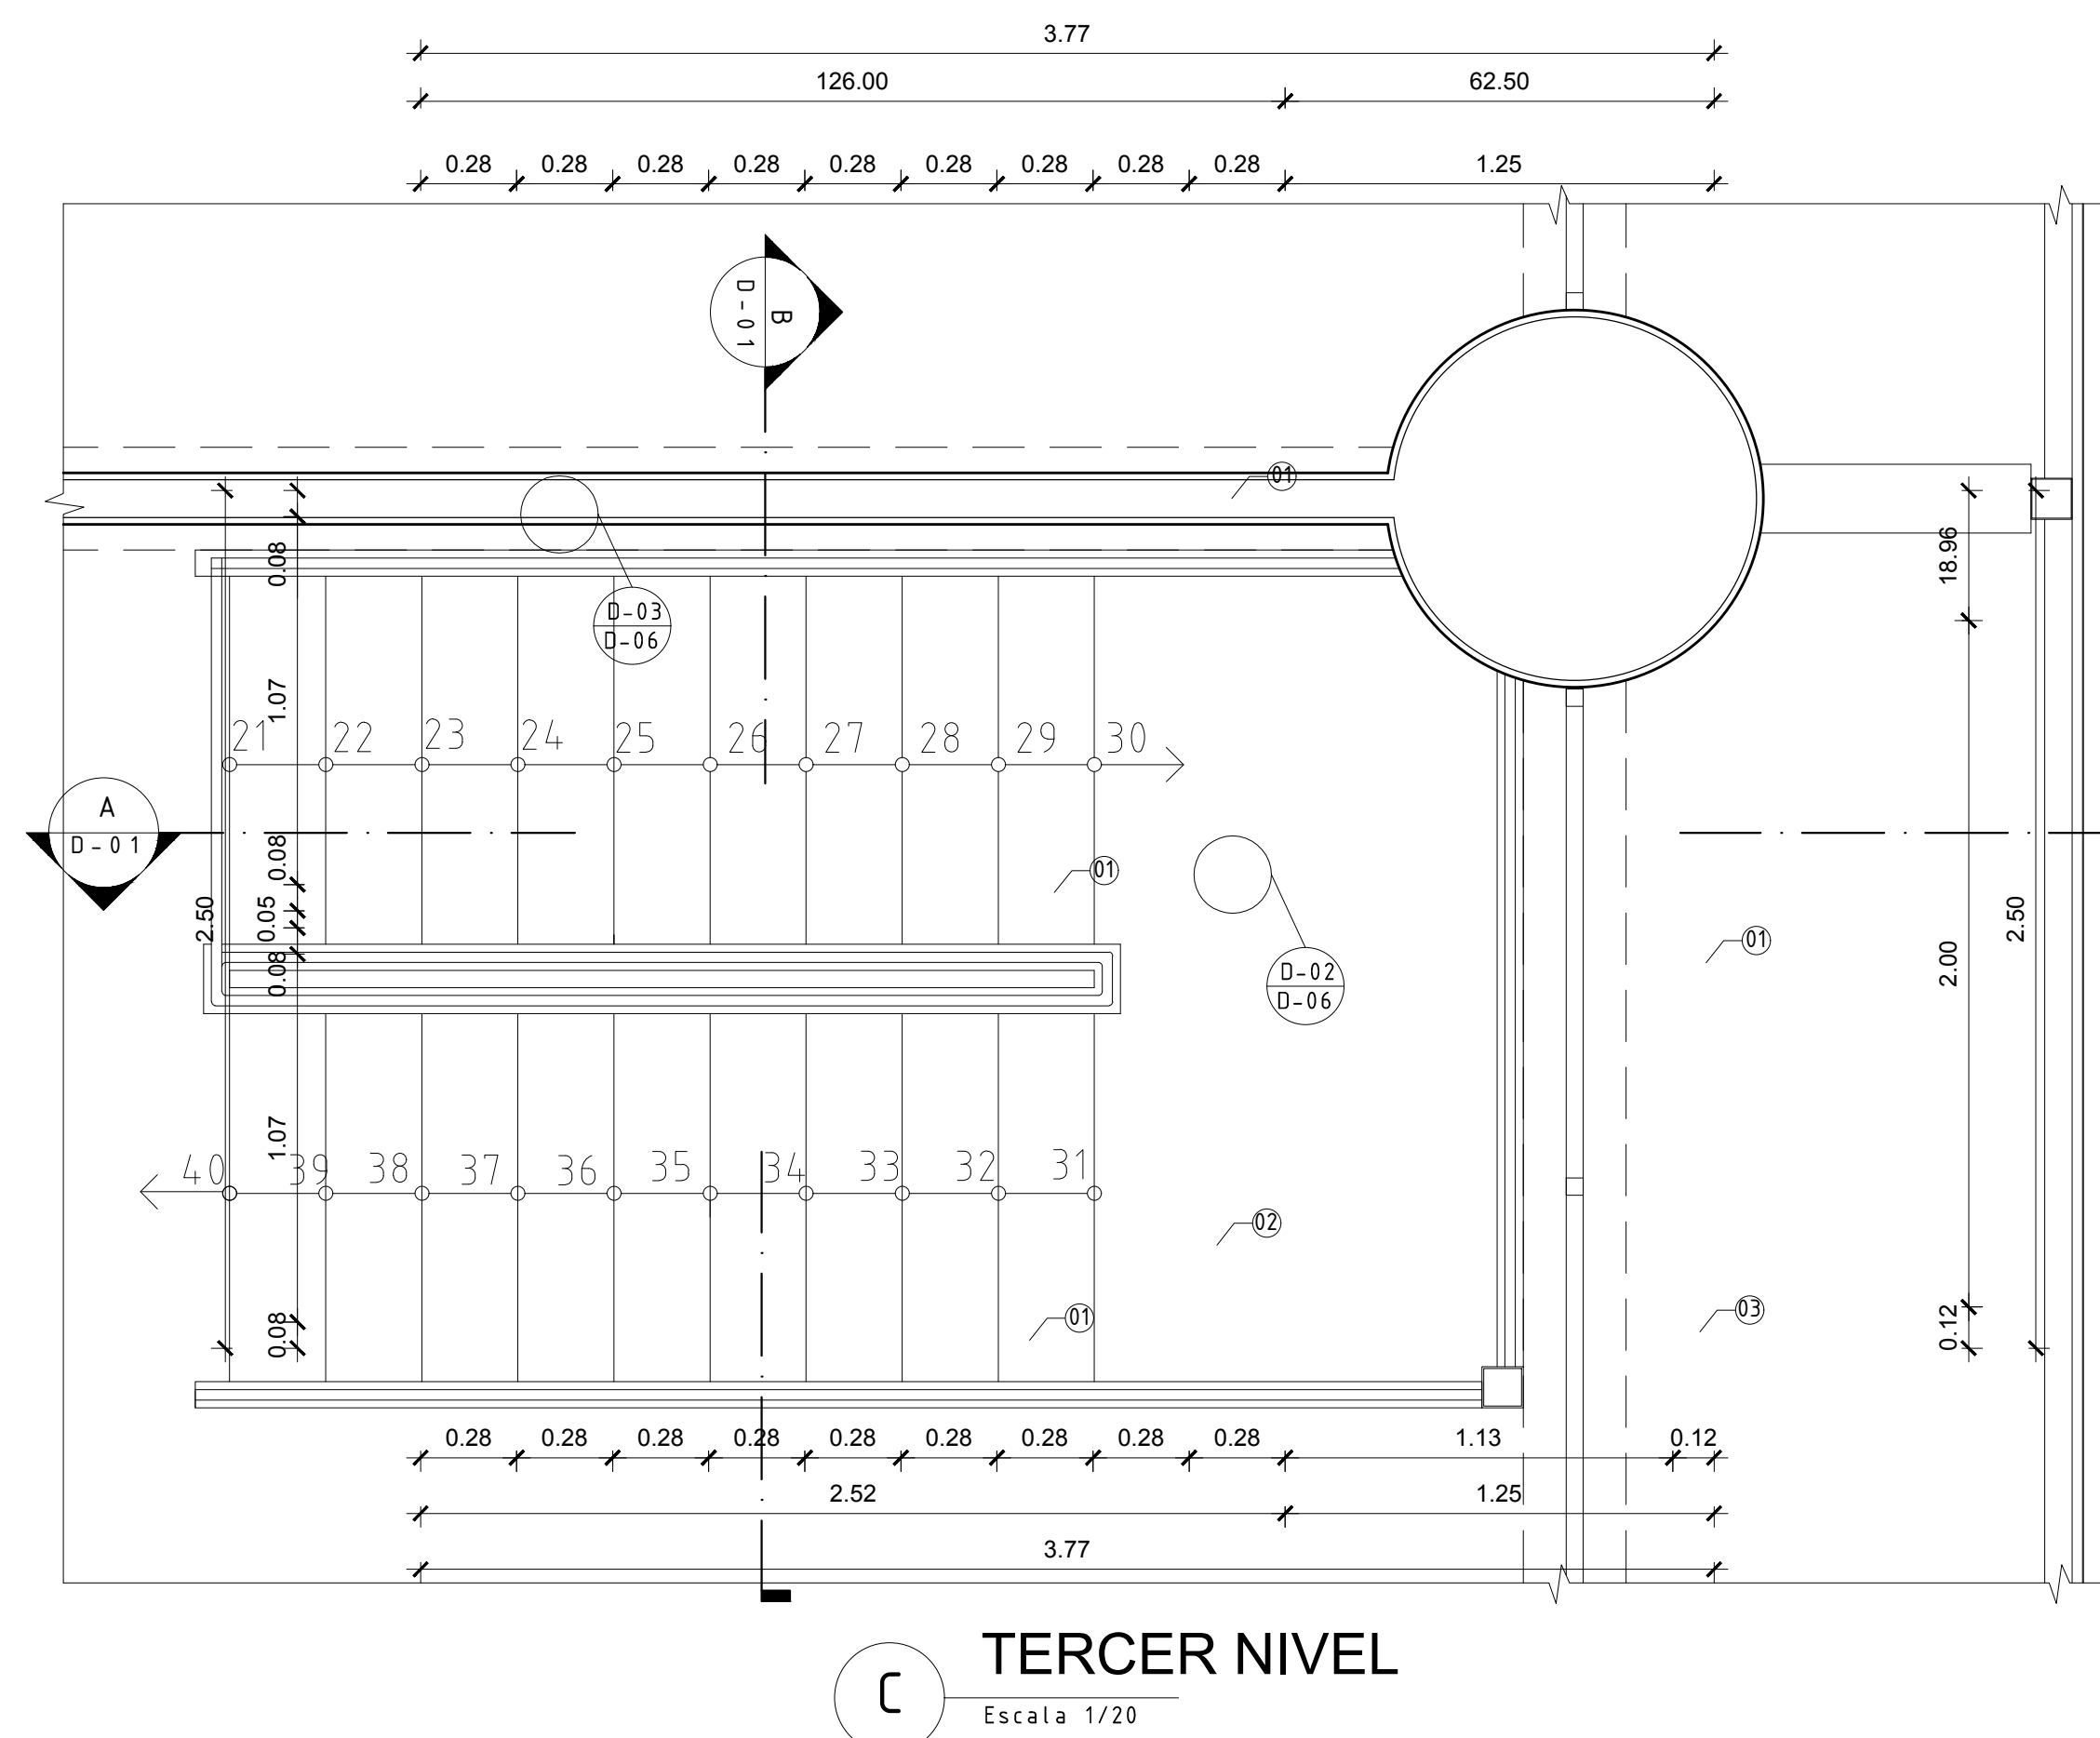 3.77
126.00 62.50
0.28 0.28 0.28 0.28 0.28 0.28 0.28 0.28 0.28 1.25
B
D-01
01
0.08
18.96
D-03
D-06
1.07
21 22 23 24 25 26 27 28 29 30
A
D-01
0.08
01
2.50
0.05
0.08
D-02
D-06
01
2.00
2.50
1.07
40 39 38 37 36 35 34 33 32 31
02
01
03
0.08
0.12
0.28 0.28 0.28 0.28 0.28 0.28 0.28 0.28 0.28 1.13 0.12
2.52 1.25
3.77
C
TERCER NIVEL
Escala 1/20